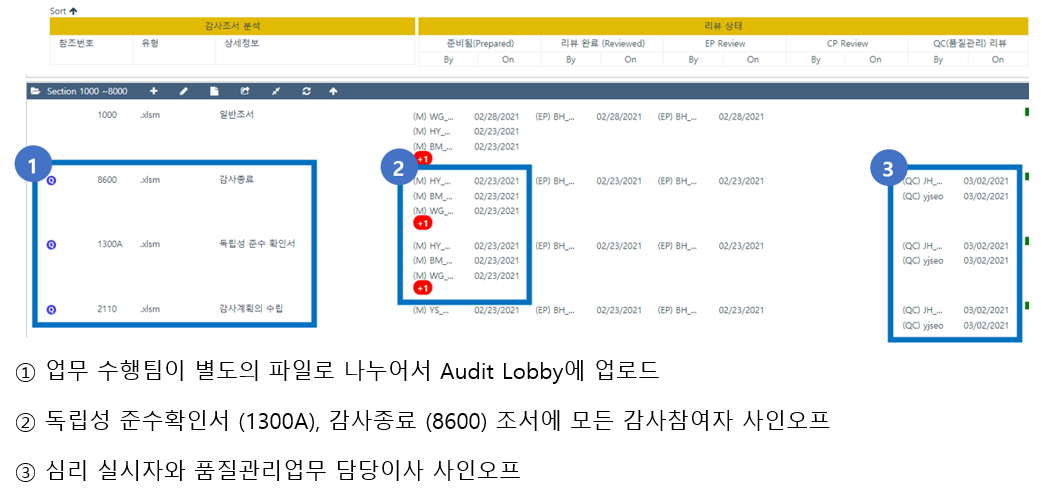 Sort
감사조서 분석 리뷰 상태
참조번호 유형 상세정보 준비됨(Prepared) 리뷰 완료 (Reviewed) EP Review CP Review QC(품질관리) 리뷰
By On By On By On By On By On
Section 1000 ~8000
1000 .xlsm 일반조서 (M) WG_... 02/28/2021 (EP) BH_... 02/28/2021 (EP) BH_... 02/28/2021
(M) HY_... 02/23/2021
(M) BM_... 02/23/2021
+1
1 2 3
Q 8600 .xlsm 감사종료 (M) HY_... 02/23/2021 (EP) BH_... 02/23/2021 (EP) BH_... 02/23/2021 (QC) JH_... 03/02/2021
(M) BM_... 02/23/2021 (QC) yjseo 03/02/2021
(M) WG_... 02/23/2021
+1
Q 1300A .xlsm 독립성 준수 확인서 (M) HY_... 02/23/2021 (EP) BH_... 02/23/2021 (EP) BH_... 02/23/2021 (QC) JH_... 03/02/2021
(M) BM_... 02/23/2021 (QC) yjseo 03/02/2021
(M) WG_... 02/23/2021
+1
Q 2110 .xlsm 감사계획의 수립 (M) YS_... 02/23/2021 (EP) BH_... 02/23/2021 (EP) BH_... 02/23/2021 (QC) JH_... 03/02/2021
(QC) yjseo 03/02/2021
① 업무 수행팀이 별도의 파일로 나누어서 Audit Lobby에 업로드
② 독립성 준수확인서 (1300A), 감사종료 (8600) 조서에 모든 감사참여자 사인오프
③ 심리 실시자와 품질관리업무 담당이사 사인오프